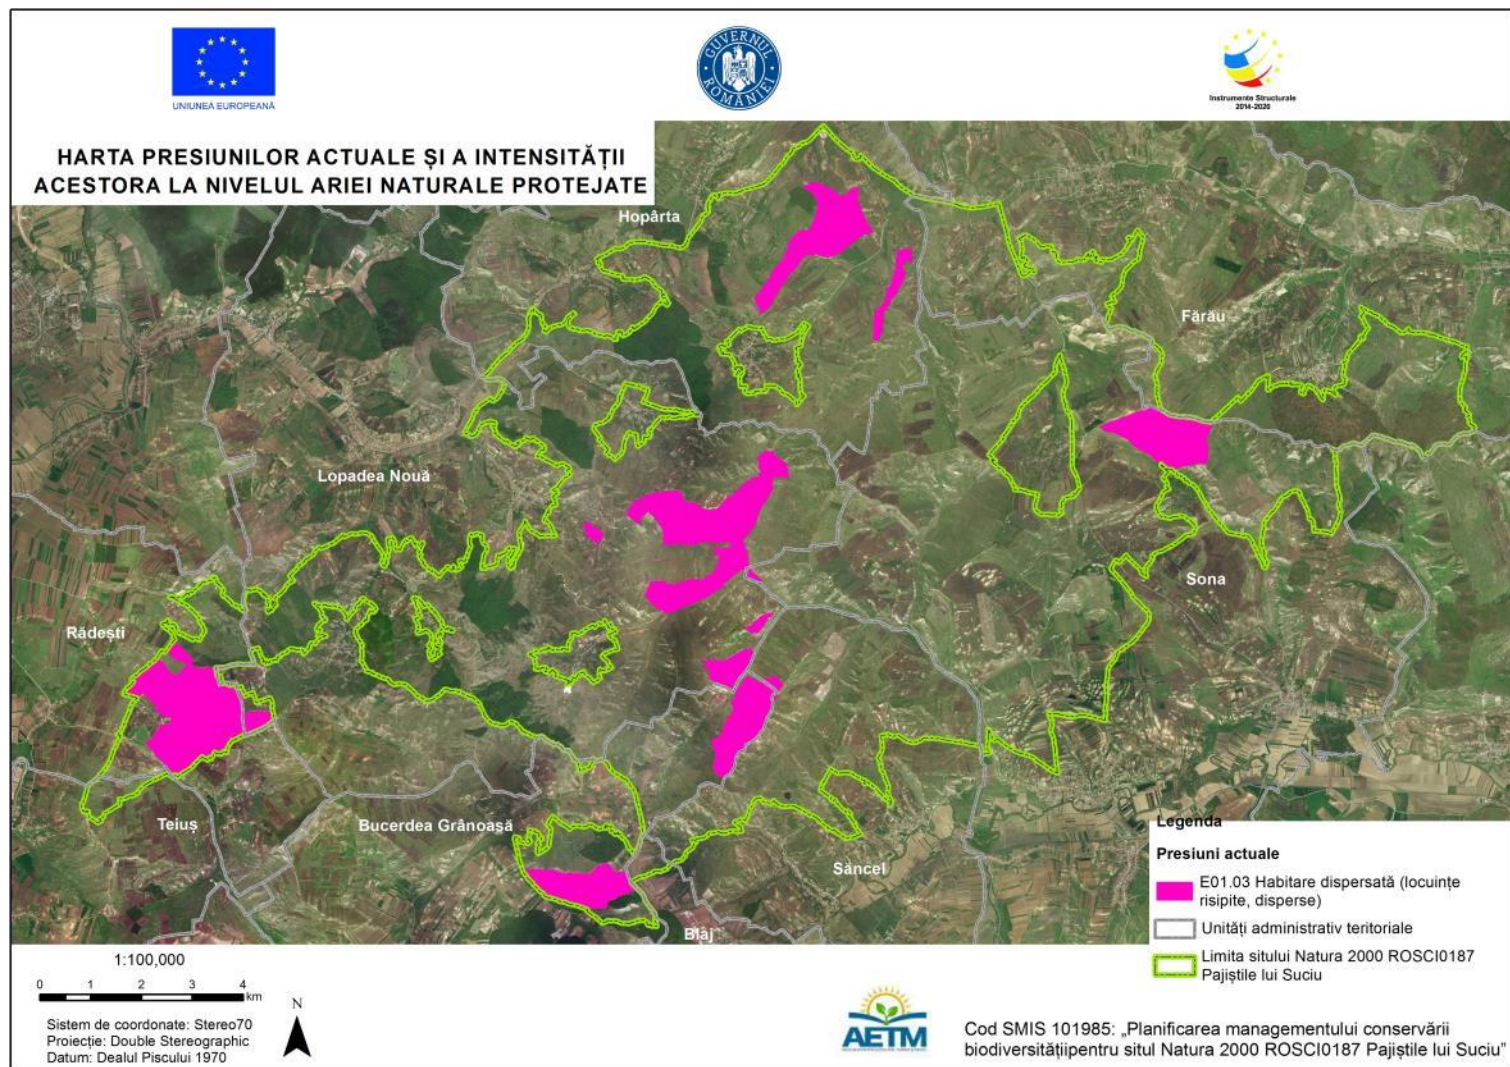 UNIUNEA EUROPEANĂ
GUVERNUL ROMÂNIEI
Instrumente Structurale
2014-2020
HARTA PRESIUNILOR ACTUALE ȘI A INTENSITĂȚII
ACESTORA LA NIVELUL ARIEI NATURALE PROTEJATE
Hopârta
Fărău
Lopadea Nouă
Sona
Rădești
Teiuș
Bucerdea Grânoasă
Sâncel
Blaj
Legenda
Presiuni actuale
E01.03 Habitare dispersată (locuințe
risipite, disperse)
Unități administrativ teritoriale
Limita sitului Natura 2000 ROSCI0187
Pajiștile lui Suciu
1:100,000
0 1 2 3 4
km
N
Sistem de coordonate: Stereo70
Proiecție: Double Stereographic
Datum: Dealul Piscului 1970
AETM
Cod SMIS 101985: „Planificarea managementului conservării
biodiversitățiipentru situl Natura 2000 ROSCI0187 Pajiștile lui Suciu"